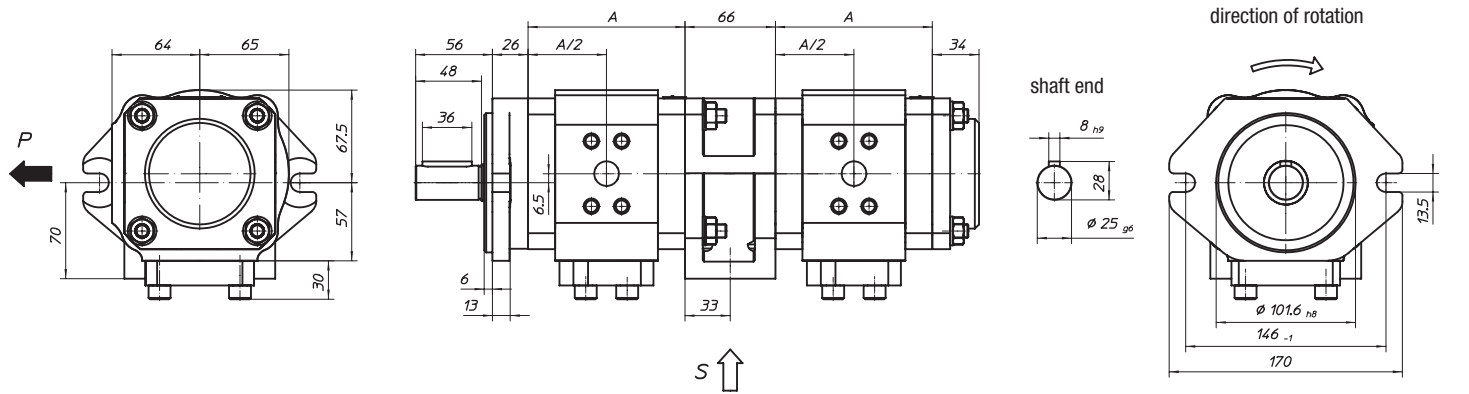 direction of rotation
A
66
A
64
65
56
26
A/2
A/2
34
48
36
shaft end
8 h9
P
67.5
28
6.5
13.5
57
70
ø 25 g6
30
6
13
33
ø 101.6 h8
146 -1
170
S